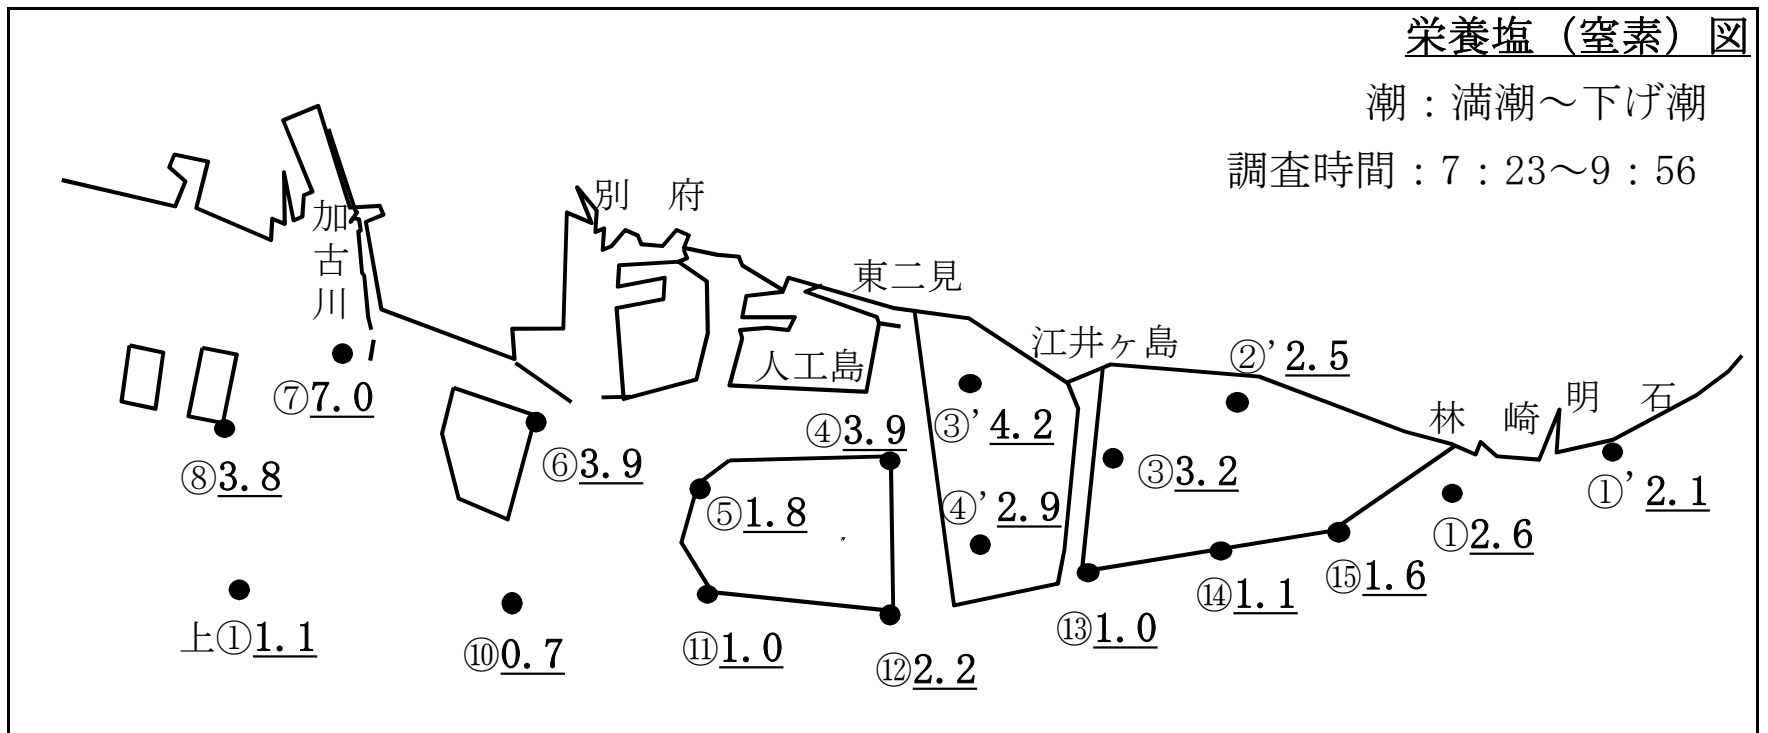 栄養塩（窒素）図
潮：満潮～下げ潮
調査時間：7：23～9：56
加古川
別 府
東二見
人工島
江井ヶ島
林 崎
明 石
②'2.5
⑦7.0
④3.9
③'4.2
⑧3.8
⑥3.9
③3.2
①'2.1
⑤1.8
④'2.9
①2.6
⑮1.6
⑭1.1
上①1.1
⑩0.7
⑪1.0
⑫2.2
⑬1.0